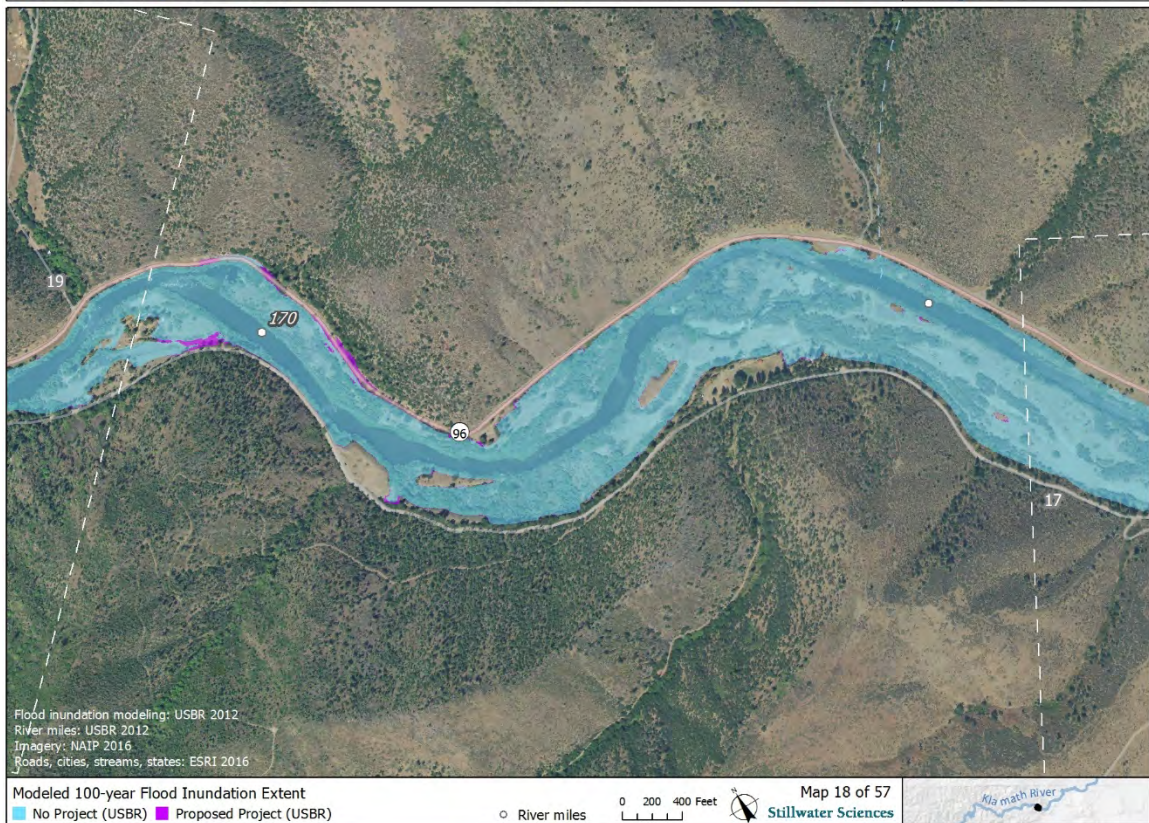 170
19
96
17
Flood inundation modeling: USBR 2012
River miles: USBR 2012
Imagery: NAIP 2016
Roads, cities, streams, states: ESRI 2016
Modeled 100-year Flood Inundation Extent
No Project (USBR) Proposed Project (USBR)
River miles
0 200 400 Feet
N
Map 18 of 57
Stillwater Sciences
Klamath River